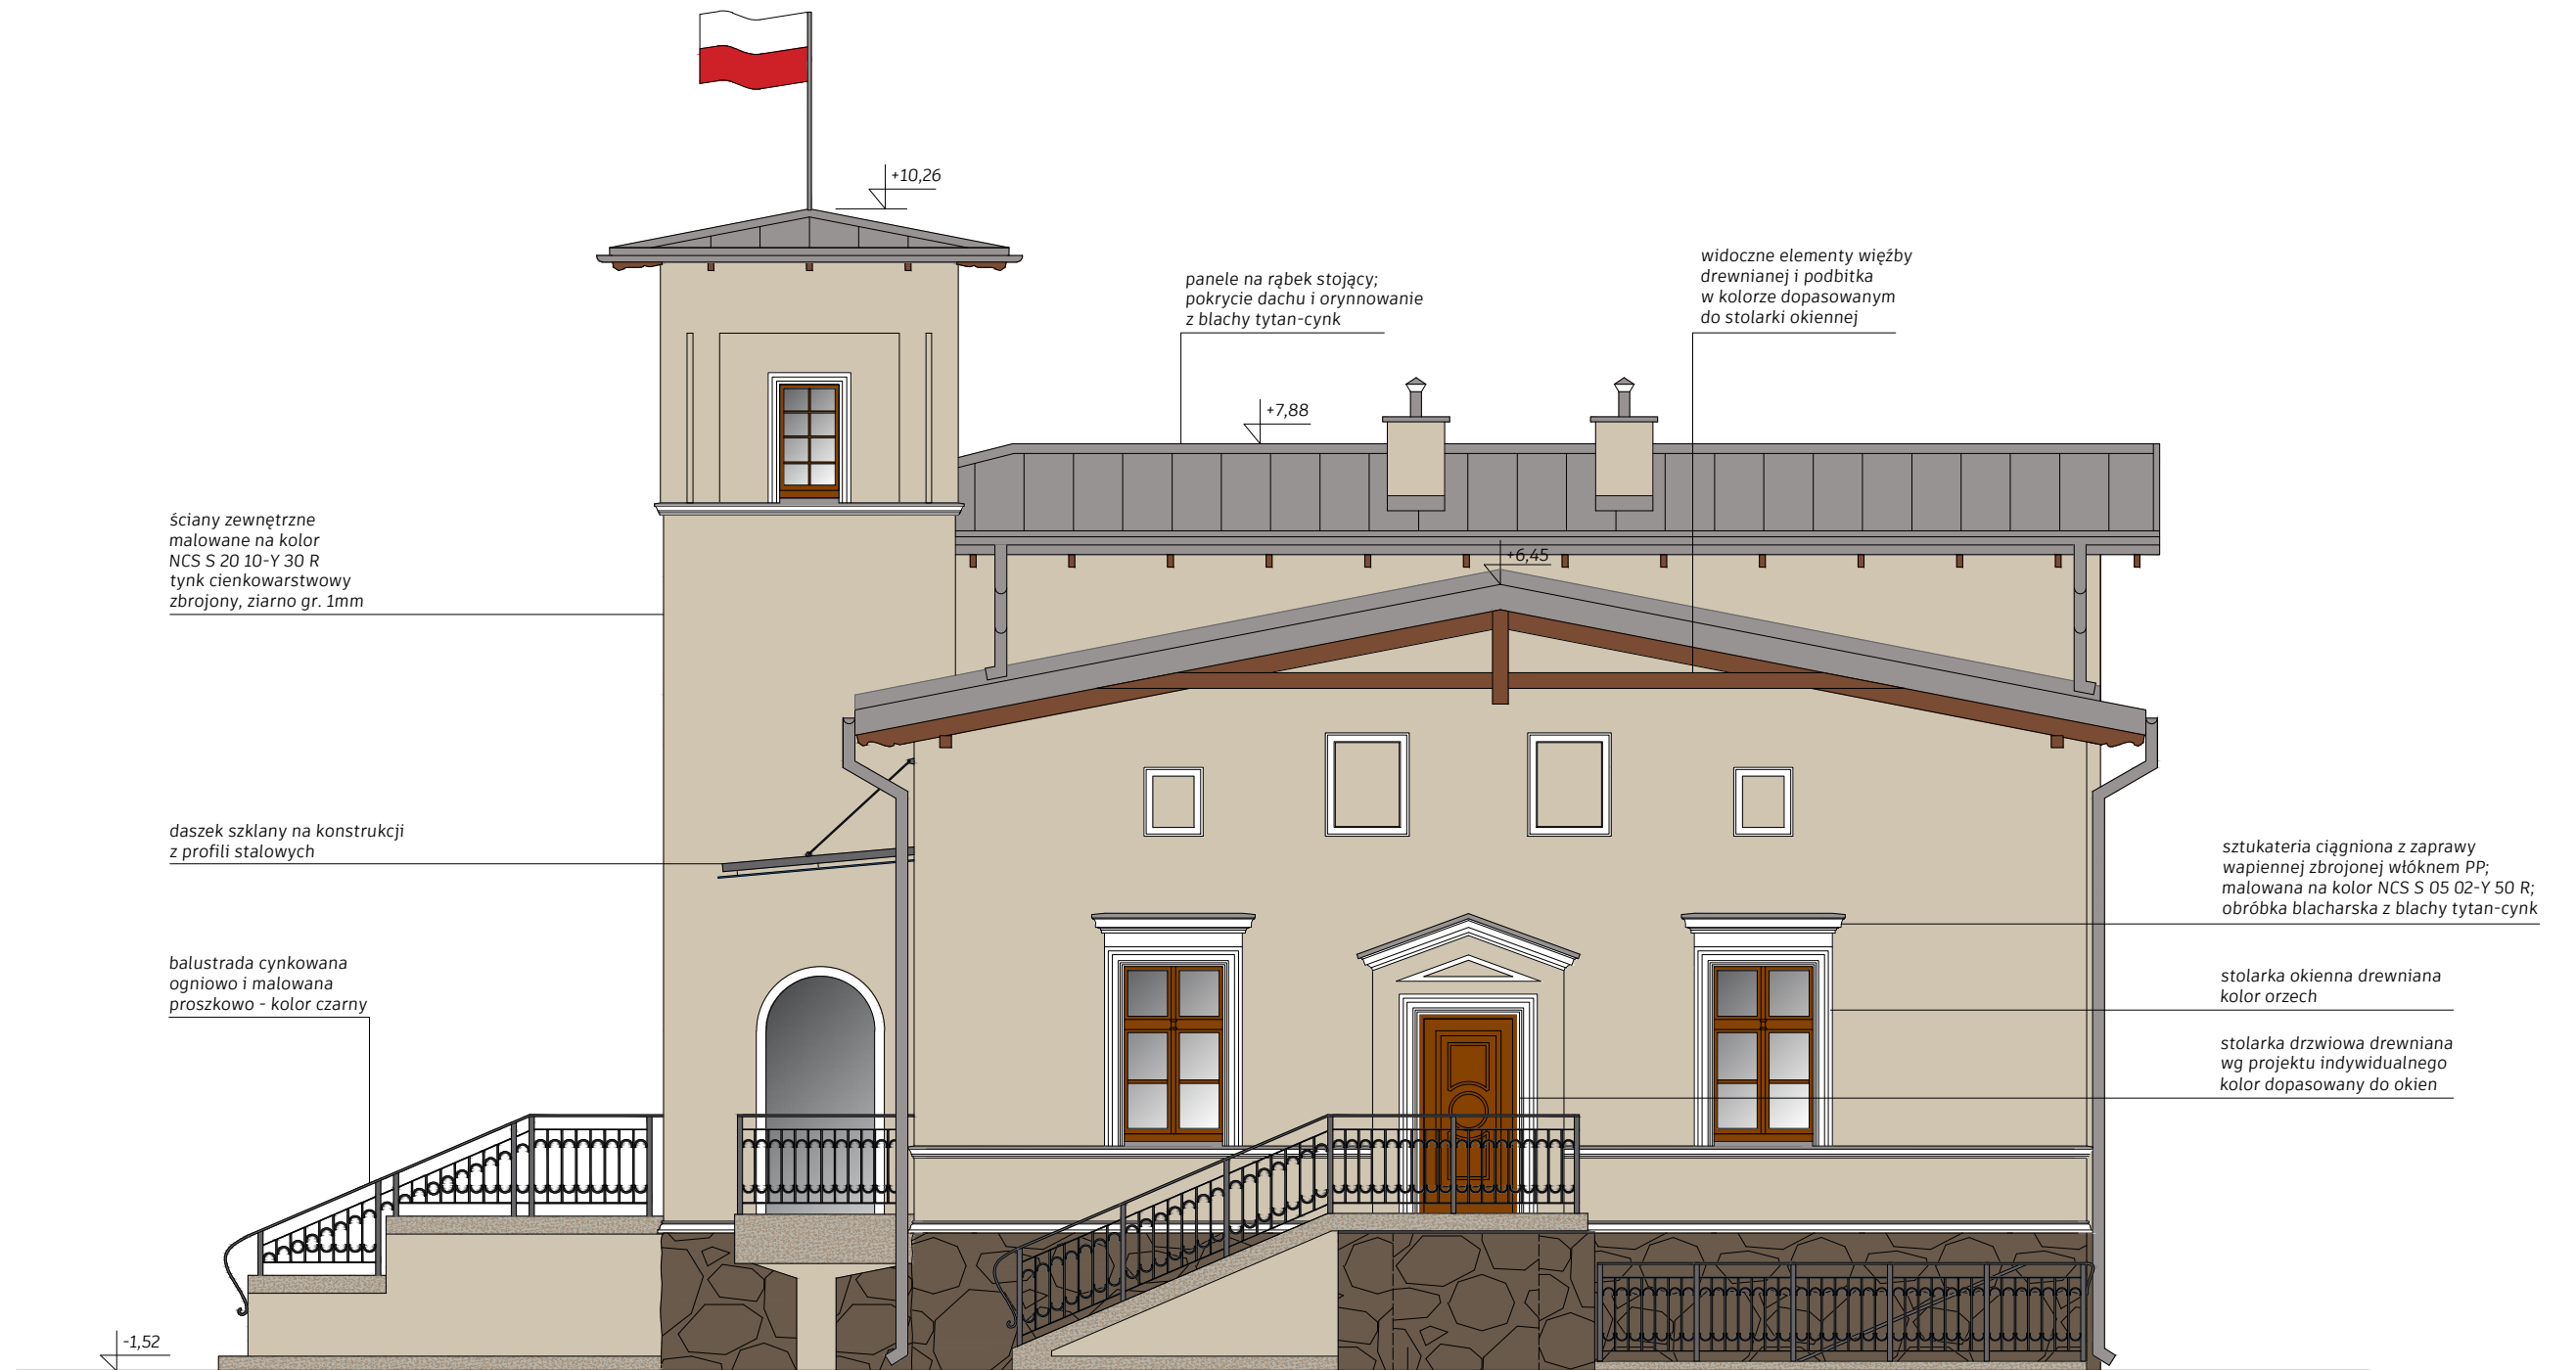 +10,26
widoczne elementy więźby
drewnianej i podbitka
w kolorze dopasowanym
do stolarki okiennej
panele na rąbek stojący;
pokrycie dachu i orynnowanie
z blachy tytan-cynk
+7,88
ściany zewnętrzne
malowane na kolor
NCS S 20 10-Y 30 R
tynk cienkowarstwowy
zbrojony, ziarno gr. 1mm
+6,45
daszek szklany na konstrukcji
z profili stalowych
sztukateria ciągniona z zaprawy
wapiennej zbrojonej włóknem PP;
malowana na kolor NCS S 05 02-Y 50 R;
obróbka blacharska z blachy tytan-cynk
balustrada cynkowana
ogniowo i malowana
proszkowo - kolor czarny
stolarka okienna drewniana
kolor orzech
stolarka drzwiowa drewniana
wg projektu indywidualnego
kolor dopasowany do okien
-1,52